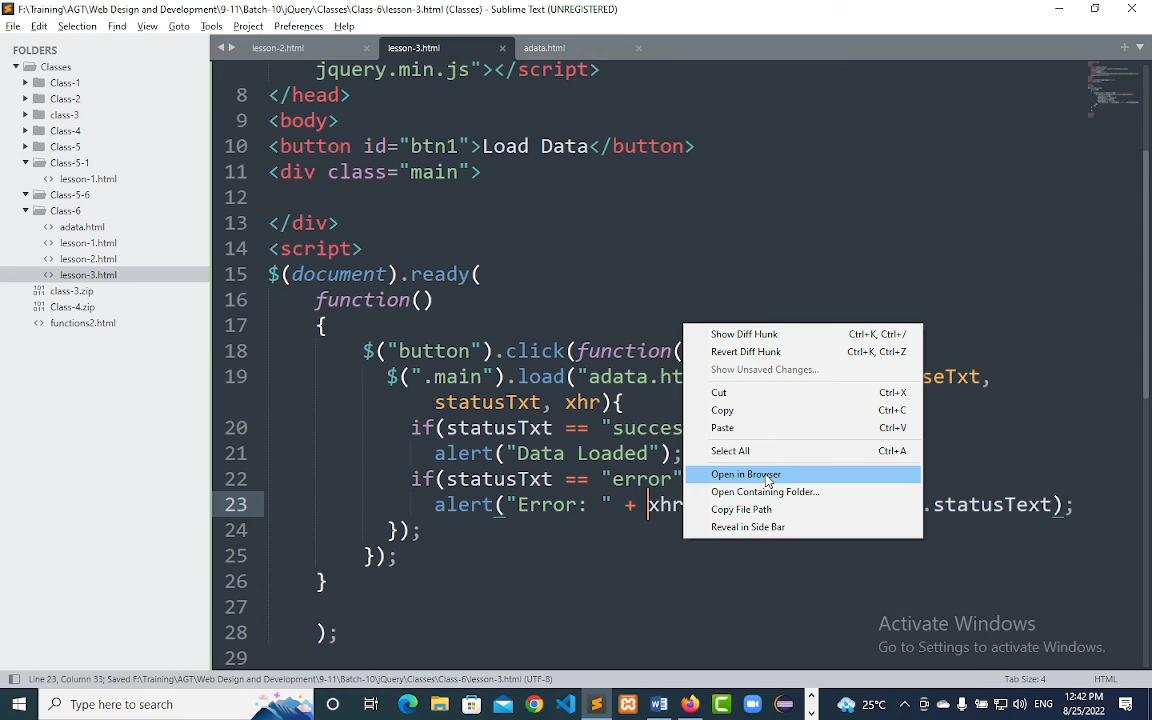 F:\Training\AGT\Web Design and Development\9-11\Batch-10\jQuery\Classes\Class-6\lesson-3.html (Classes) - Sublime Text (UNREGISTERED)
File Edit Selection Find View Goto Tools Project Preferences Help
FOLDERS
Classes
Class-1
Class-2
class-3
Class-4
Class-5
Class-5-1
lesson-1.html
Class-5-6
Class-6
adata.html
lesson-1.html
lesson-2.html
lesson-3.html
class-3.zip
Class-4.zip
functions2.html
lesson-2.html lesson-3.html adata.html
jquery.min.js"></script>
8 </head>
9 <body>
10 <button id="btn1">Load Data</button>
11 <div class="main">
12
13 </div>
14 <script>
15 $(document).ready(
16 function()
17 {
18 $("button").click(function(
19 $(".main").load("adata.ht seTxt,
statusTxt, xhr){
20 if(statusTxt == "succes
21 alert("Data Loaded");
22 if(statusTxt == "error"
23 alert("Error: " + xhr .statusText);
24 });
25 });
26 }
27
28 );
29
Show Diff Hunk Ctrl+K, Ctrl+/
Revert Diff Hunk Ctrl+K, Ctrl+Z
Show Unsaved Changes...
Cut Ctrl+X
Copy Ctrl+C
Paste Ctrl+V
Select All Ctrl+A
Open in Browser
Open Containing Folder...
Copy File Path
Reveal in Side Bar
Activate Windows
Go to Settings to activate Windows.
Line 23, Column 33; Saved F:\Training\AGT\Web Design and Development\9-11\Batch-10\jQuery\Classes\Class-6\lesson-3.html (UTF-8) Tab Size: 4 HTML
Type here to search 25°C ENG 12:42 PM
8/25/2022